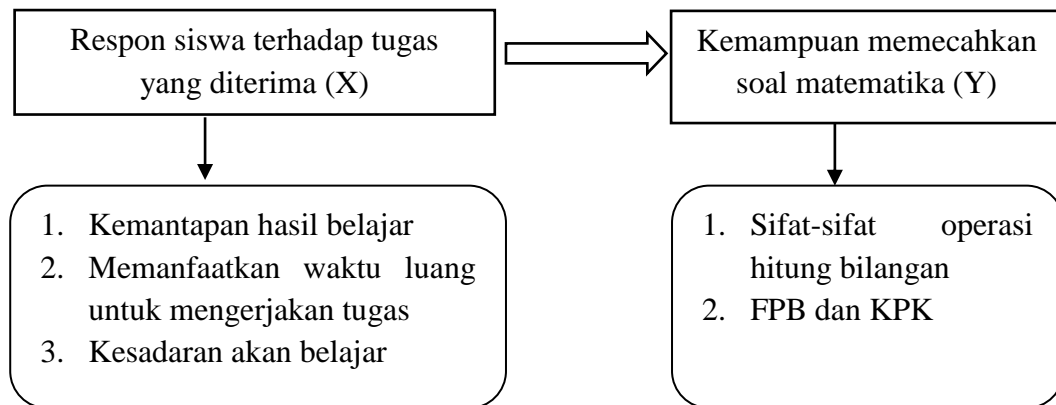 Respon siswa terhadap tugas
yang diterima (X)
Kemampuan memecahkan
soal matematika (Y)
1. Kemantapan hasil belajar
2. Memanfaatkan waktu luang
untuk mengerjakan tugas
3. Kesadaran akan belajar
1. Sifat-sifat operasi
hitung bilangan
2. FPB dan KPK